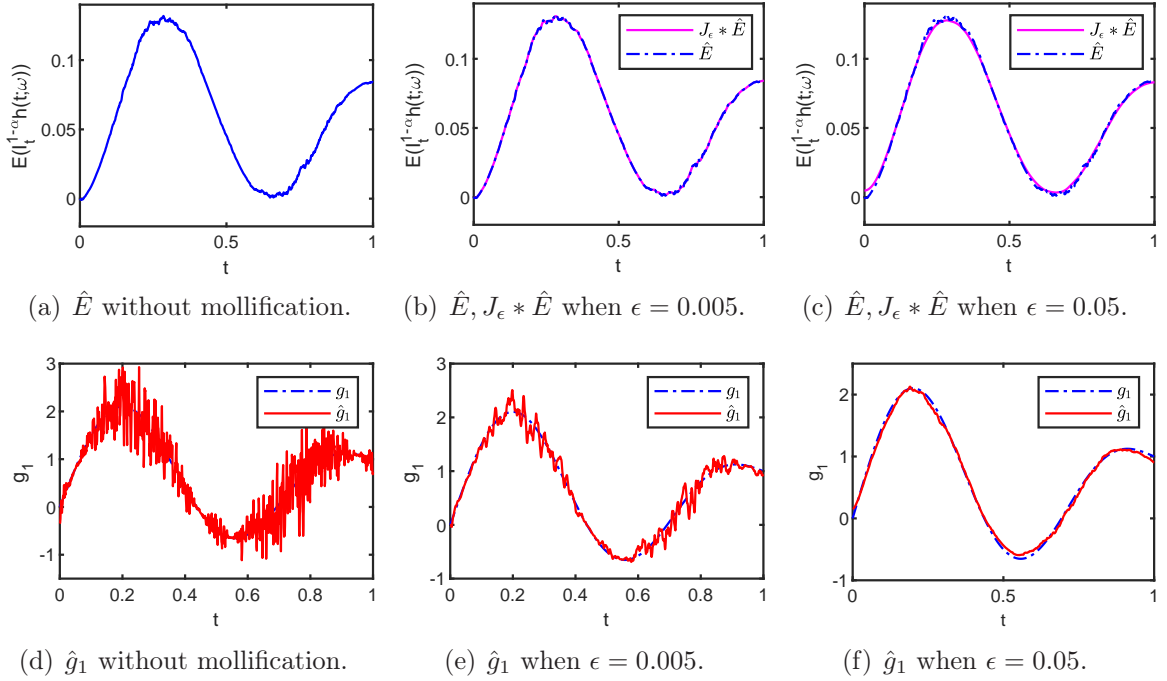 E(I_t^{1-α}h(t;ω))
0.1
0.05
0
0 0.5 1
t
(a) Ê without mollification.
E(I_t^{1-α}h(t;ω))
0.1
0.05
0
J_ϵ * Ê
Ê
0 0.5 1
t
(b) Ê, J_ϵ * Ê when ϵ = 0.005.
E(I_t^{1-α}h(t;ω))
0.1
0.05
0
J_ϵ * Ê
Ê
0 0.5 1
t
(c) Ê, J_ϵ * Ê when ϵ = 0.05.
g_1
3
2
1
0
-1
g_1
ĝ_1
0 0.2 0.4 0.6 0.8 1
t
(d) ĝ_1 without mollification.
g_1
3
2
1
0
-1
g_1
ĝ_1
0 0.2 0.4 0.6 0.8 1
t
(e) ĝ_1 when ϵ = 0.005.
g_1
2
1
0
-1
g_1
ĝ_1
0 0.5 1
t
(f) ĝ_1 when ϵ = 0.05.